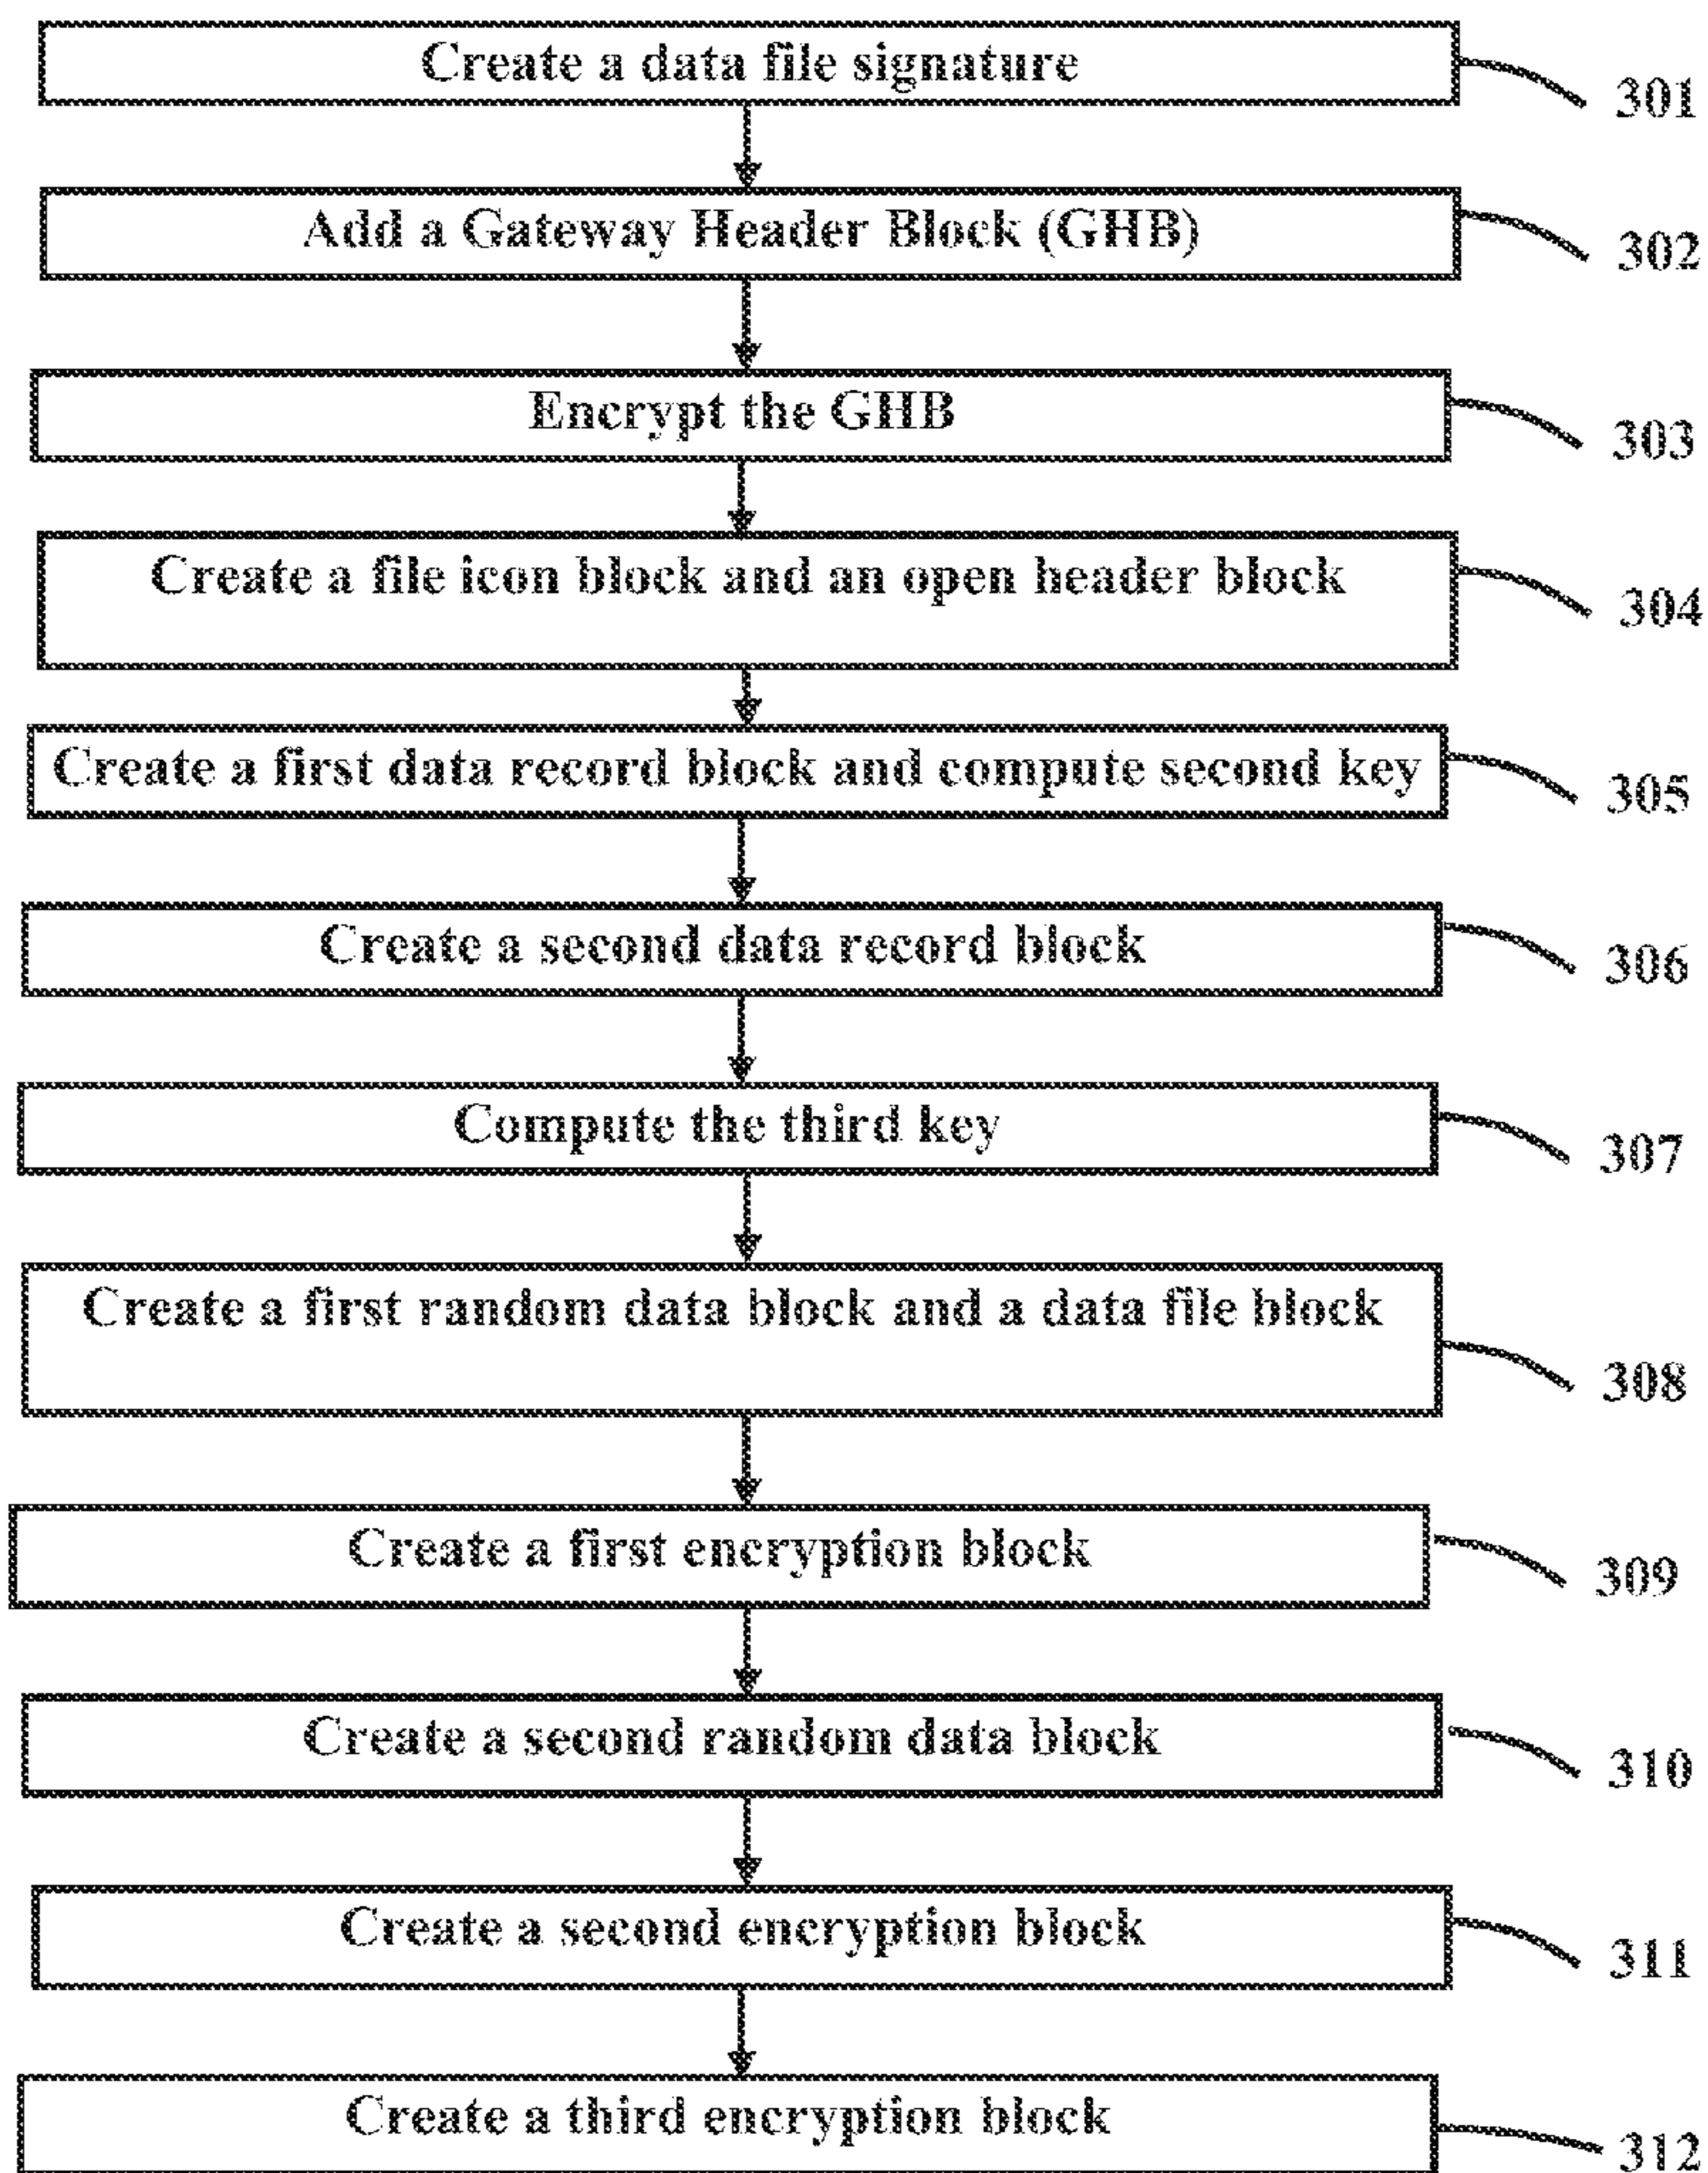 Create a data file signature
301
Add a Gateway Header Block (GHB)
302
Encrypt the GHB
303
Create a file icon block and an open header block
304
Create a first data record block and compute second key
305
Create a second data record block
306
Compute the third key
307
Create a first random data block and a data file block
308
Create a first encryption block
309
Create a second random data block
310
Create a second encryption block
311
Create a third encryption block
312